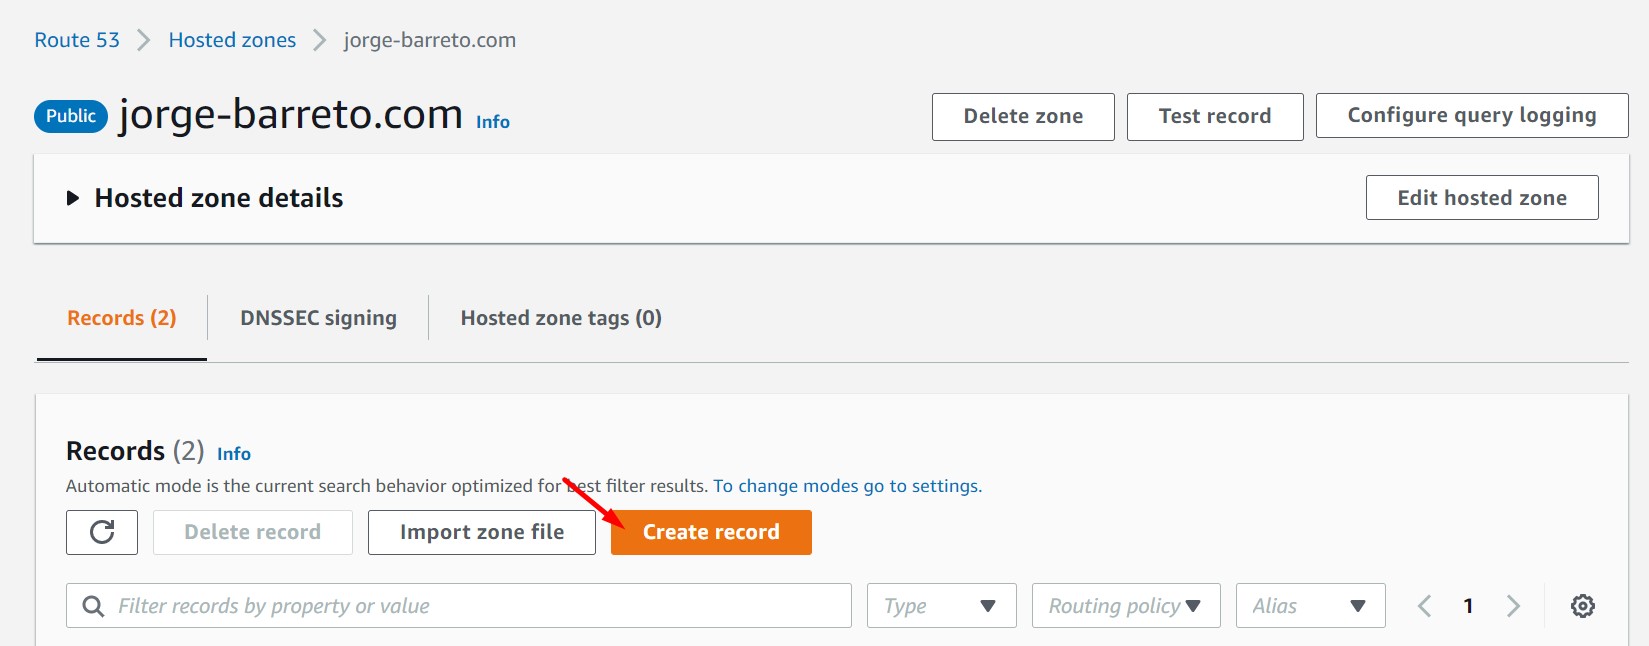 Route 53 > Hosted zones > jorge-barreto.com
Public jorge-barreto.com Info
Delete zone Test record Configure query logging
Hosted zone details Edit hosted zone
Records (2) DNSSEC signing Hosted zone tags (0)
Records (2) Info
Automatic mode is the current search behavior optimized for best filter results. To change modes go to settings.
Delete record Import zone file Create record
Filter records by property or value Type Routing policy Alias 1